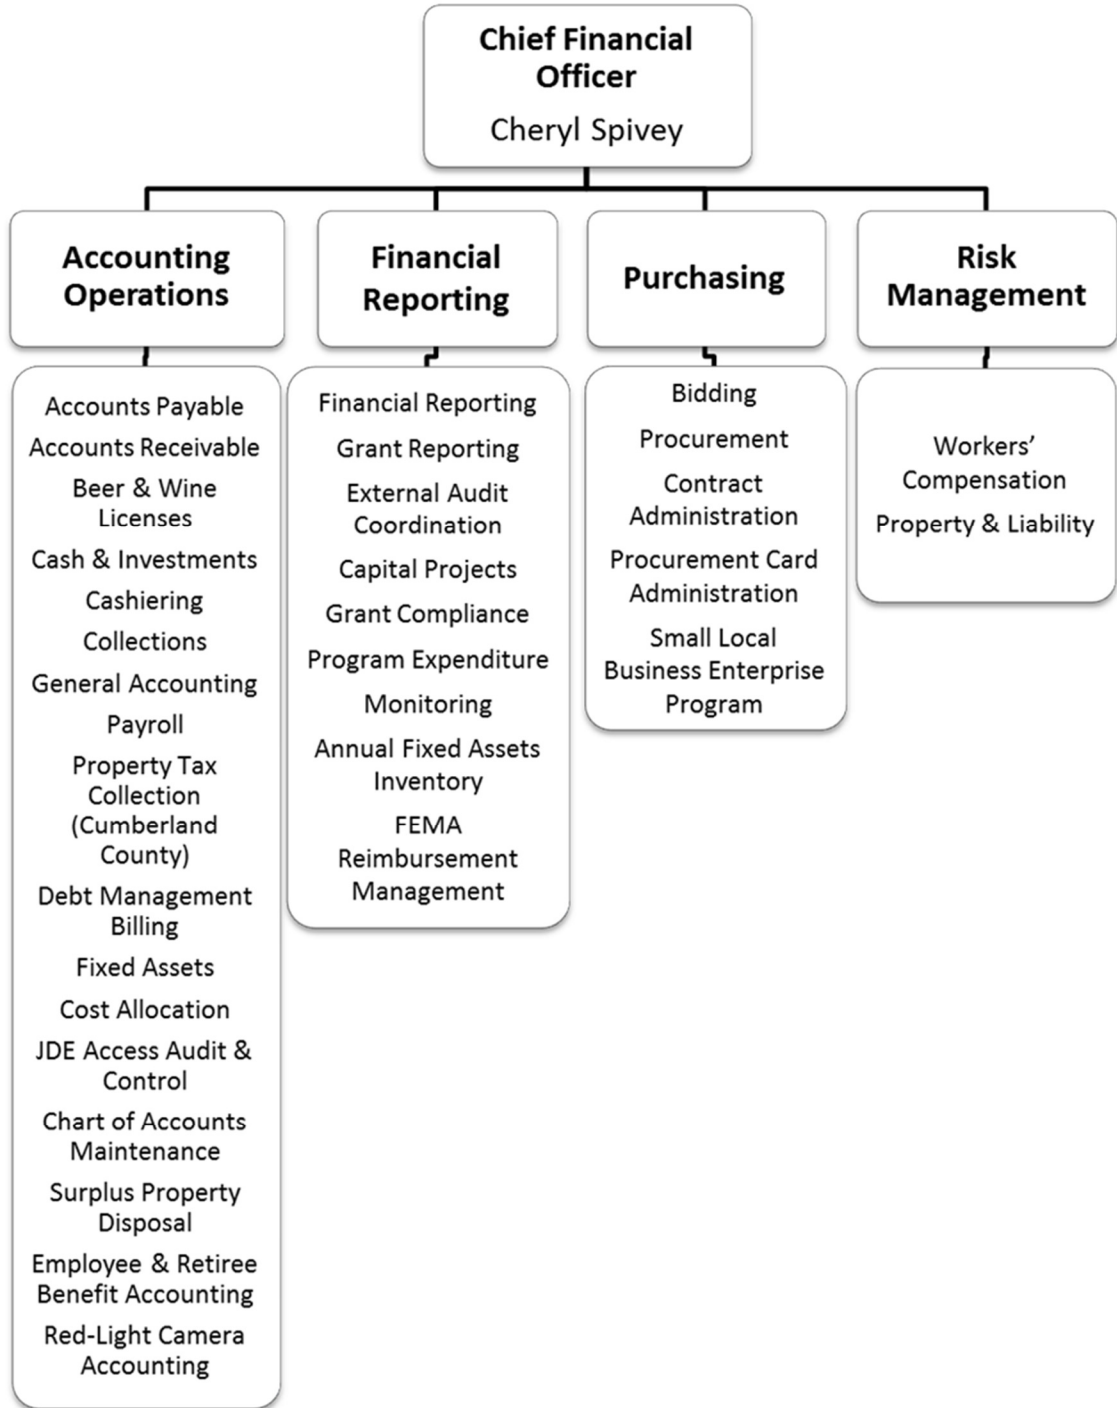 Chief Financial
Officer
Cheryl Spivey
Accounting
Operations
Financial
Reporting
Purchasing
Risk
Management
Accounts Payable
Accounts Receivable
Beer & Wine
Licenses
Cash & Investments
Cashiering
Collections
General Accounting
Payroll
Property Tax
Collection
(Cumberland
County)
Debt Management
Billing
Fixed Assets
Cost Allocation
JDE Access Audit &
Control
Chart of Accounts
Maintenance
Surplus Property
Disposal
Employee & Retiree
Benefit Accounting
Red-Light Camera
Accounting
Financial Reporting
Grant Reporting
External Audit
Coordination
Capital Projects
Grant Compliance
Program Expenditure
Monitoring
Annual Fixed Assets
Inventory
FEMA
Reimbursement
Management
Bidding
Procurement
Contract
Administration
Procurement Card
Administration
Small Local
Business Enterprise
Program
Workers’
Compensation
Property & Liability